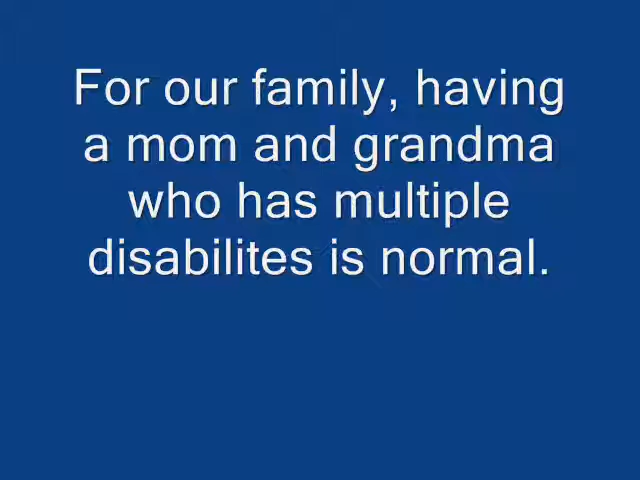 For our family, having
a mom and grandma
who has multiple
disabilites is normal.